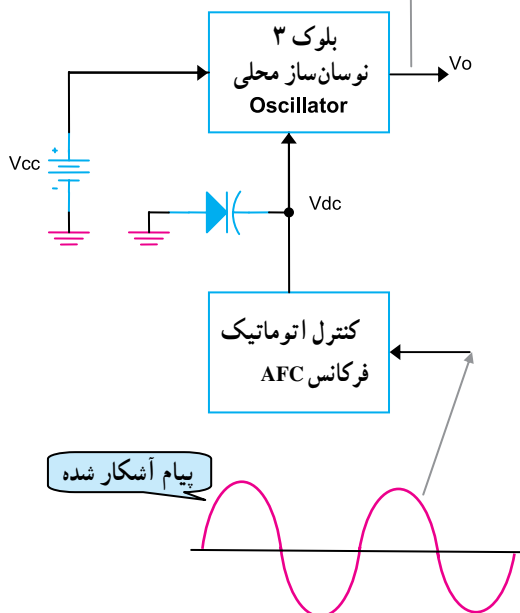 بلوک ۳
نوسان‌ساز محلی
Oscillator
Vo
Vcc
+
-
Vdc
کنترل اتوماتیک
فرکانس AFC
پیام آشکار شده